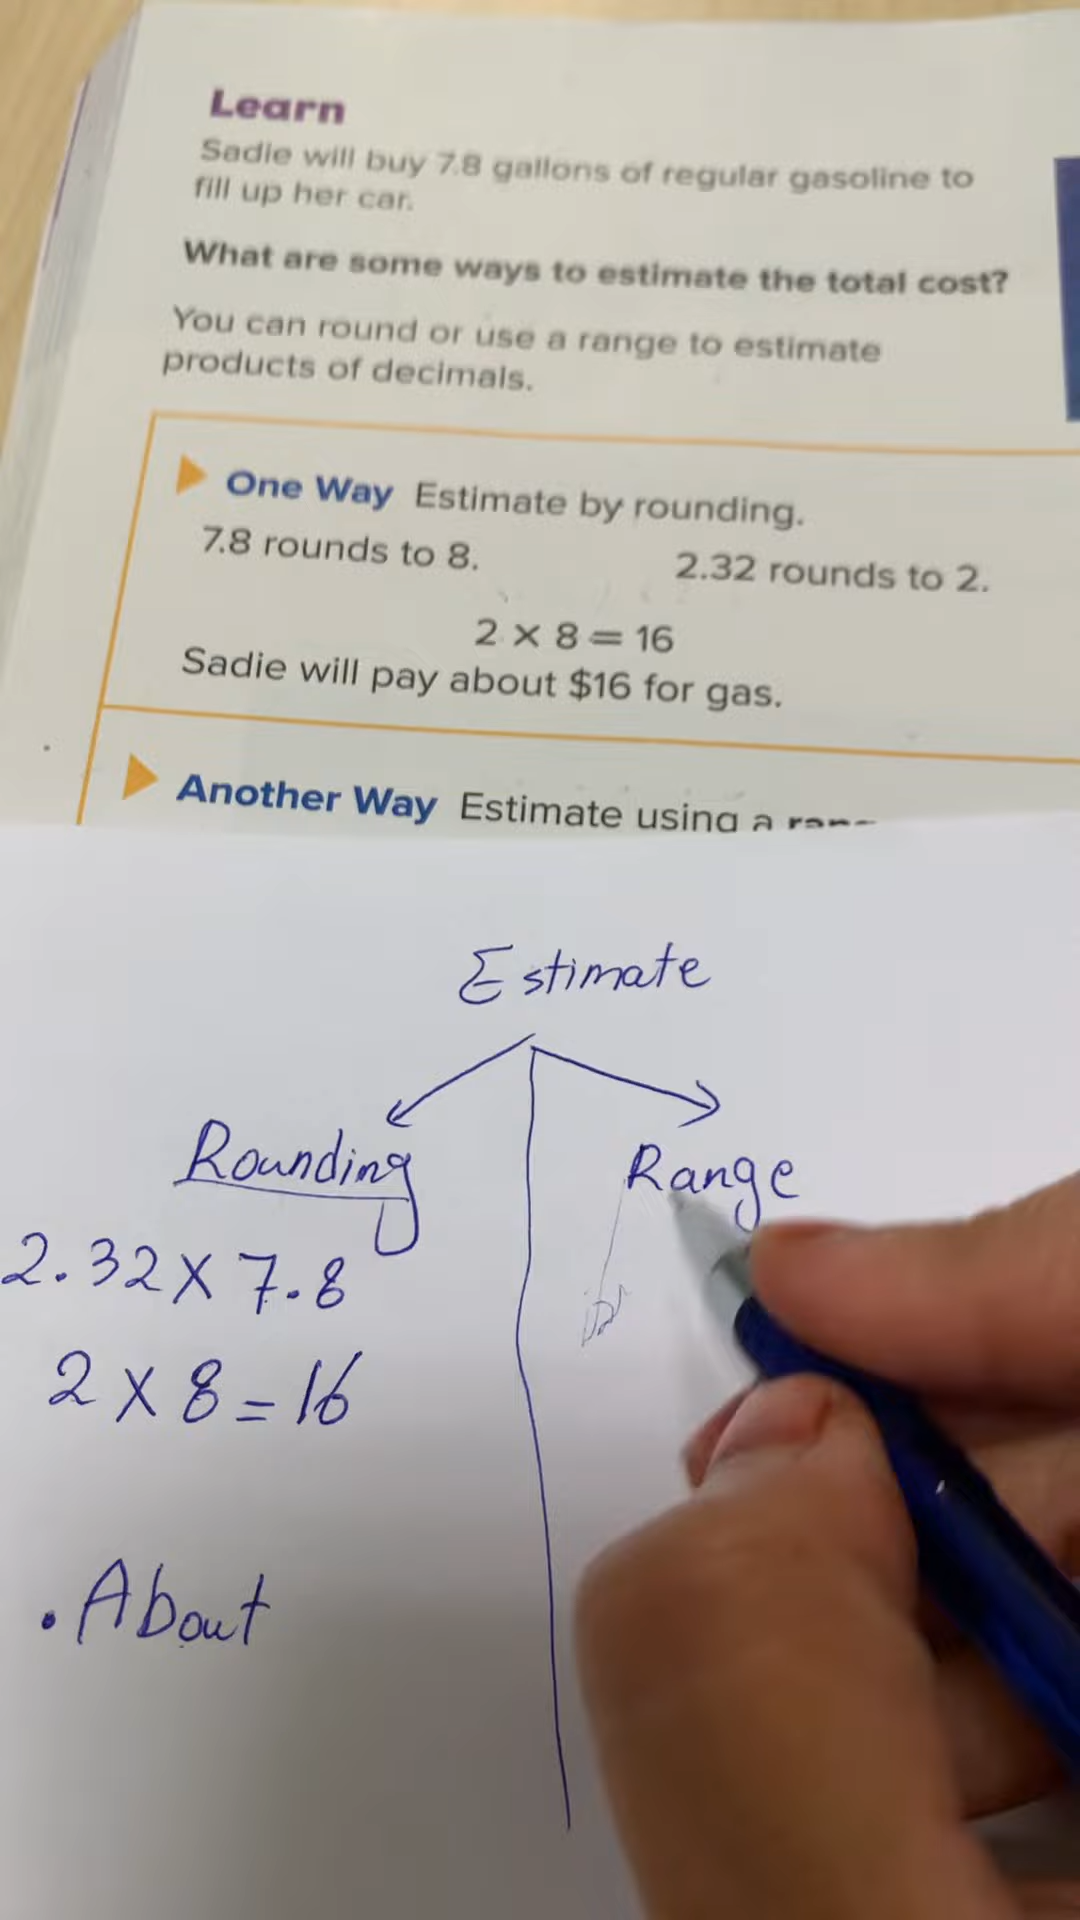 Learn
Sadie will buy 7.8 gallons of regular gasoline to
fill up her car.
What are some ways to estimate the total cost?
You can round or use a range to estimate
products of decimals.
One Way Estimate by rounding.
7.8 rounds to 8. 2.32 rounds to 2.
2 × 8 = 16
Sadie will pay about $16 for gas.
Another Way Estimate using a
Estimate
Rounding Range
2.32 × 7.8
2 × 8 = 16
. About